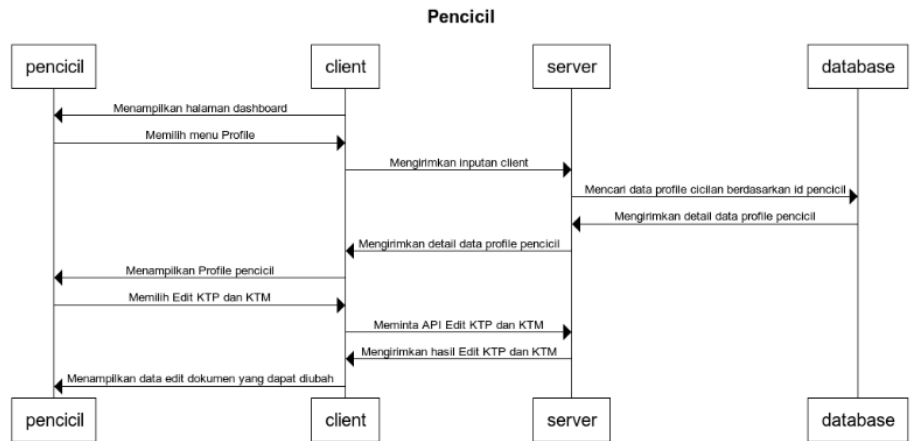 Pencicil
pencicil client server database
Menampilkan halaman dashboard
Memilih menu Profile
Mengirimkan inputan client
Mencari data profile cicilan berdasarkan id pencicil
Mengirimkan detail data profile pencicil
Mengirimkan detail data profile pencicil
Menampilkan Profile pencicil
Memilih Edit KTP dan KTM
Meminta API Edit KTP dan KTM
Mengirimkan hasil Edit KTP dan KTM
Menampilkan data edit dokumen yang dapat diubah
pencicil client server database